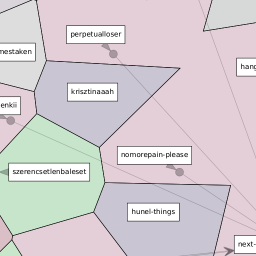 perpetualloser
mestaken
hang
krisztinaaah
enkii
nomorepain-please
szerencsetlenbaleset
hunel-things
next-